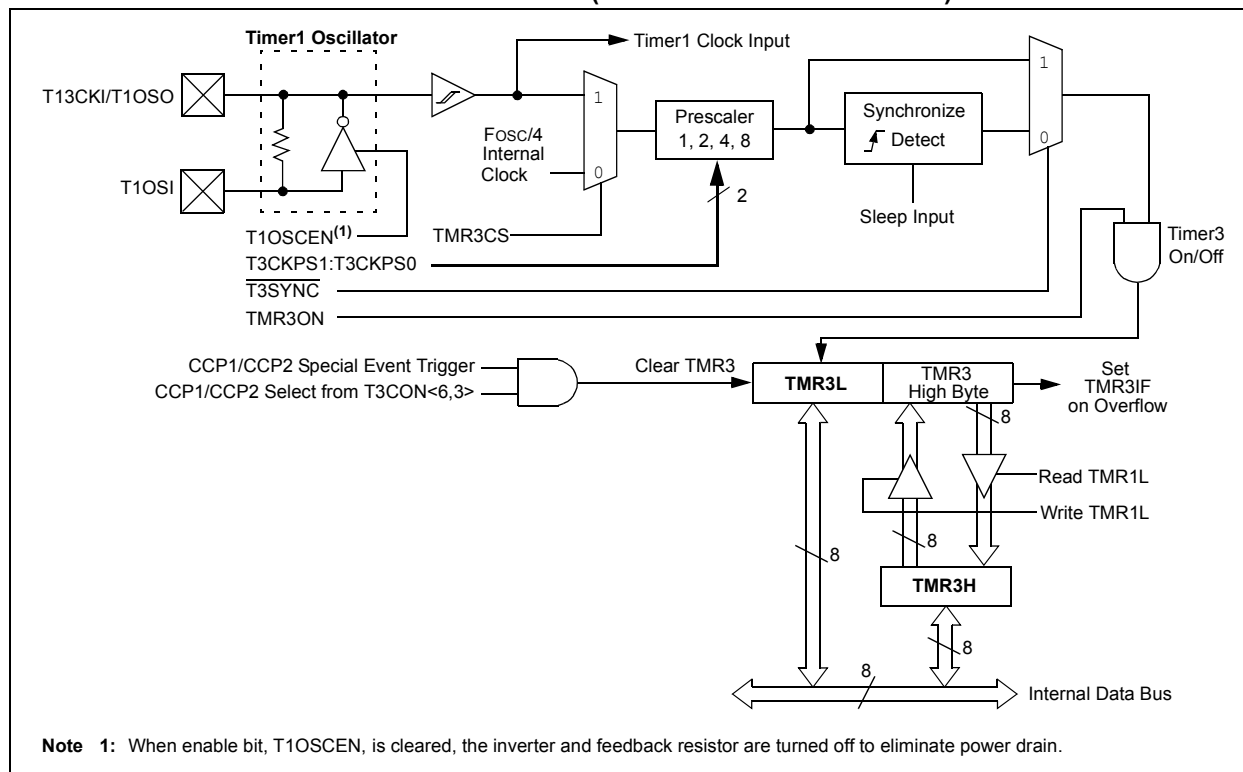 Timer1 Oscillator
Timer1 Clock Input
T13CKI/T1OSO
T1OSI
FOSC/4
Internal
Clock
1
0
Prescaler
1, 2, 4, 8
2
Synchronize
Detect
1
0
Sleep Input
T1OSCEN(1)
TMR3CS
T3CKPS1:T3CKPS0
T3SYNC
TMR3ON
Timer3
On/Off
CCP1/CCP2 Special Event Trigger
CCP1/CCP2 Select from T3CON<6,3>
Clear TMR3
TMR3L
TMR3
High Byte
Set
TMR3IF
on Overflow
8
Read TMR1L
Write TMR1L
8
8
TMR3H
8
8
Internal Data Bus
Note 1: When enable bit, T1OSCEN, is cleared, the inverter and feedback resistor are turned off to eliminate power drain.